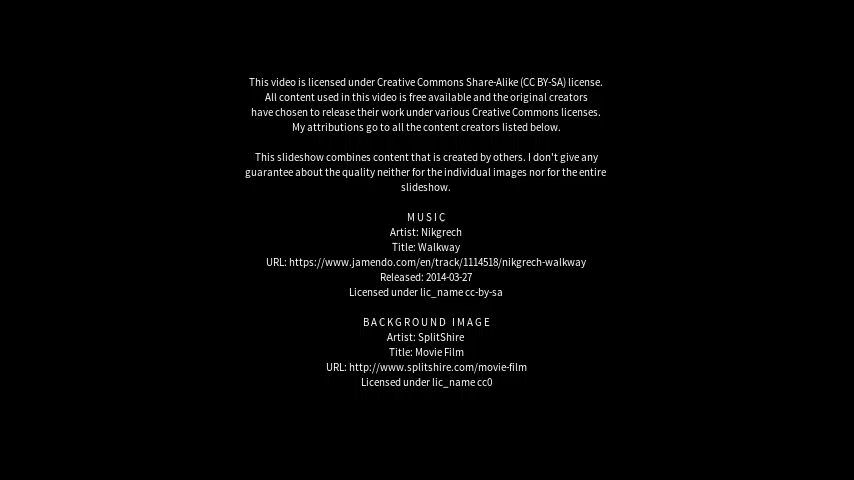 This video is licensed under Creative Commons Share-Alike (CC BY-SA) license.
All content used in this video is free available and the original creators
have chosen to release their work under various Creative Commons licenses.
My attributions go to all the content creators listed below.
This slideshow combines content that is created by others. I don't give any
guarantee about the quality neither for the individual images nor for the entire
slideshow.
MUSIC
Artist: Nikgrech
Title: Walkway
URL: https://www.jamendo.com/en/track/1114518/nikgrech-walkway
Released: 2014-03-27
Licensed under lic_name cc-by-sa
BACKGROUND IMAGE
Artist: SplitShire
Title: Movie Film
URL: http://www.splitshire.com/movie-film
Licensed under lic_name cc0